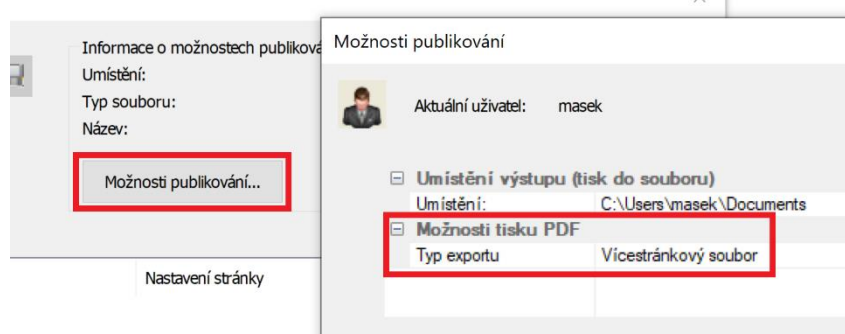 Informace o možnostech publiková
Umístění:
Typ souboru:
Název:
Možnosti publikování...
Nastavení stránky
Možnosti publikování
Aktuální uživatel: masek
Umístění výstupu (tisk do souboru)
Umístění: C:\Users\masek\Documents
Možnosti tisku PDF
Typ exportu Vícestránkový soubor